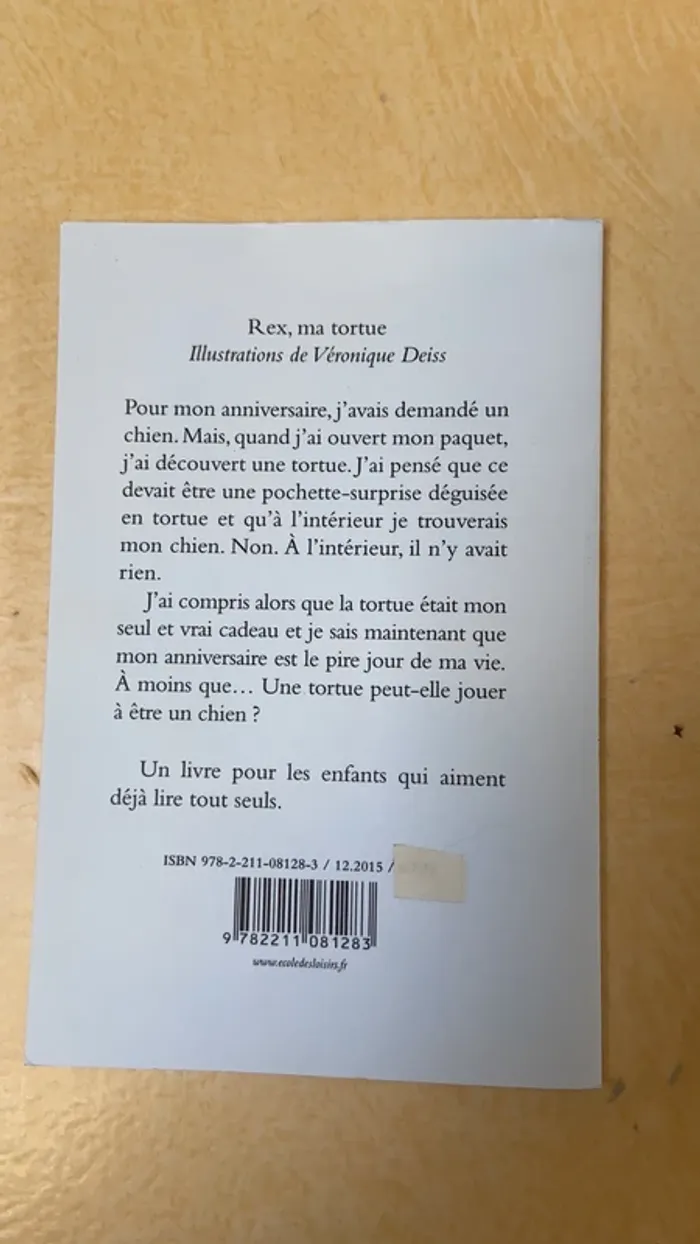 Rex, ma tortue
Illustrations de Véronique Deiss
Pour mon anniversaire, j'avais demandé un
chien. Mais, quand j'ai ouvert mon paquet,
j'ai découvert une tortue. J'ai pensé que ce
devait être une pochette-surprise déguisée
en tortue et qu'à l'intérieur je trouverais
mon chien. Non. À l'intérieur, il n'y avait
rien.
J'ai compris alors que la tortue était mon
seul et vrai cadeau et je sais maintenant que
mon anniversaire est le pire jour de ma vie.
À moins que… Une tortue peut-elle jouer
à être un chien ?
Un livre pour les enfants qui aiment
déjà lire tout seuls.
ISBN 978-2-211-08128-3 / 12.2015 /
9 782211 081283
www.ecoledesloisirs.fr